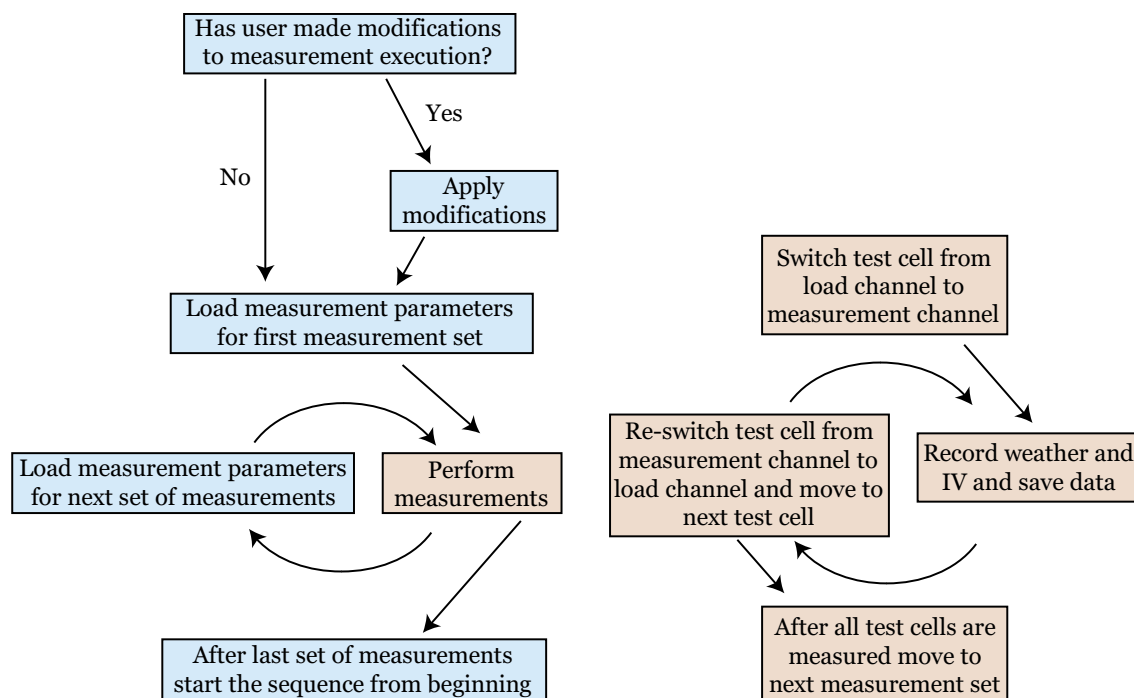 Has user made modifications
to measurement execution?
Yes
No
Apply
modifications
Load measurement parameters
for first measurement set
Load measurement parameters
for next set of measurements
Perform
measurements
After last set of measurements
start the sequence from beginning
Switch test cell from
load channel to
measurement channel
Re-switch test cell from
measurement channel to
load channel and move to
next test cell
Record weather and
IV and save data
After all test cells are
measured move to
next measurement set